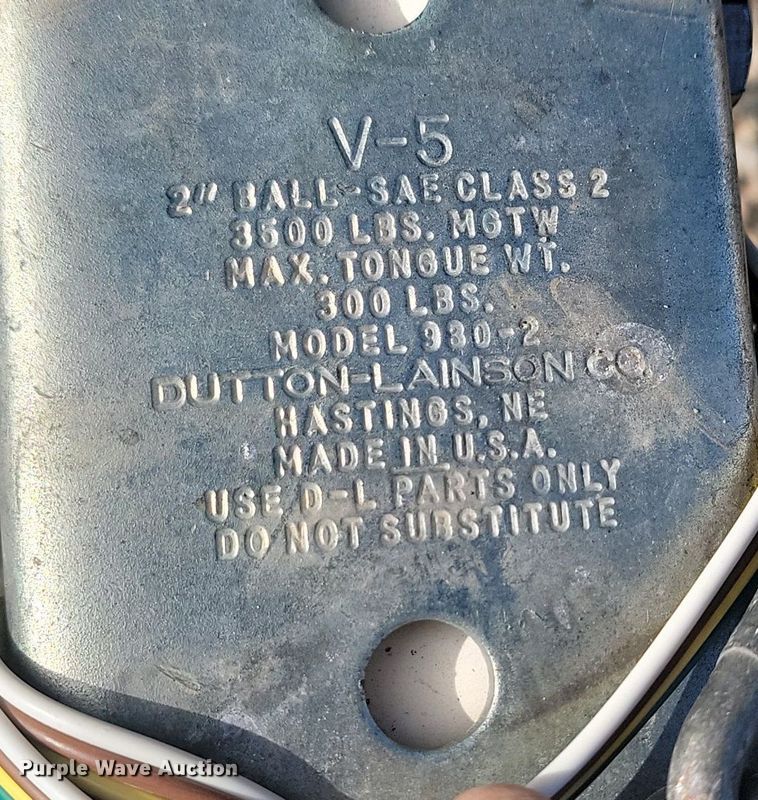 V-5
2" BALL-SAE CLASS 2
3500 LBS. MGTW
MAX. TONGUE WT.
300 LBS.
MODEL 930-2
DUTTON-LAINSON CO.
HASTINGS, NE
MADE IN U.S.A.
USE D-L PARTS ONLY
DO NOT SUBSTITUTE
Purple Wave Auction